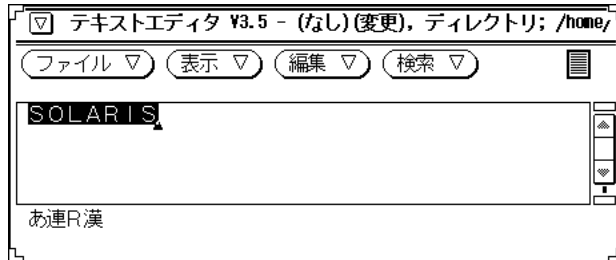 テキストエディタ V3.5 - (なし)(変更), ディレクトリ; /home/
ファイル ▽ 表示 ▽ 編集 ▽ 検索 ▽
ＳＯＬＡＲＩＳ
あ連R漢